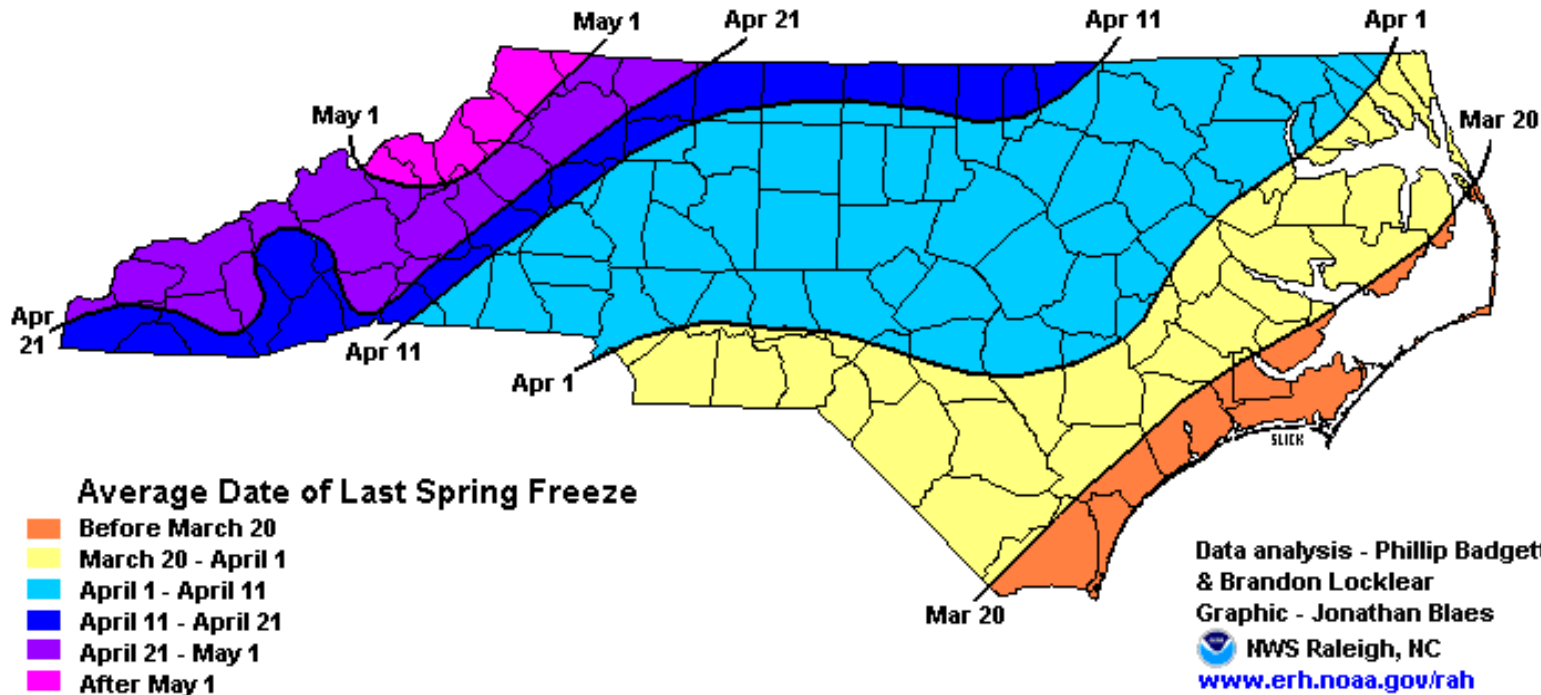 May 1
Apr 21
Apr 11
Apr 1
May 1
Mar 20
Apr
21
Apr 11
Apr 1
SLICK
Mar 20
Average Date of Last Spring Freeze
Before March 20
March 20 - April 1
April 1 - April 11
April 11 - April 21
April 21 - May 1
After May 1
Data analysis - Phillip Badgett
& Brandon Locklear
Graphic - Jonathan Blaes
NWS Raleigh, NC
www.erh.noaa.gov/rah